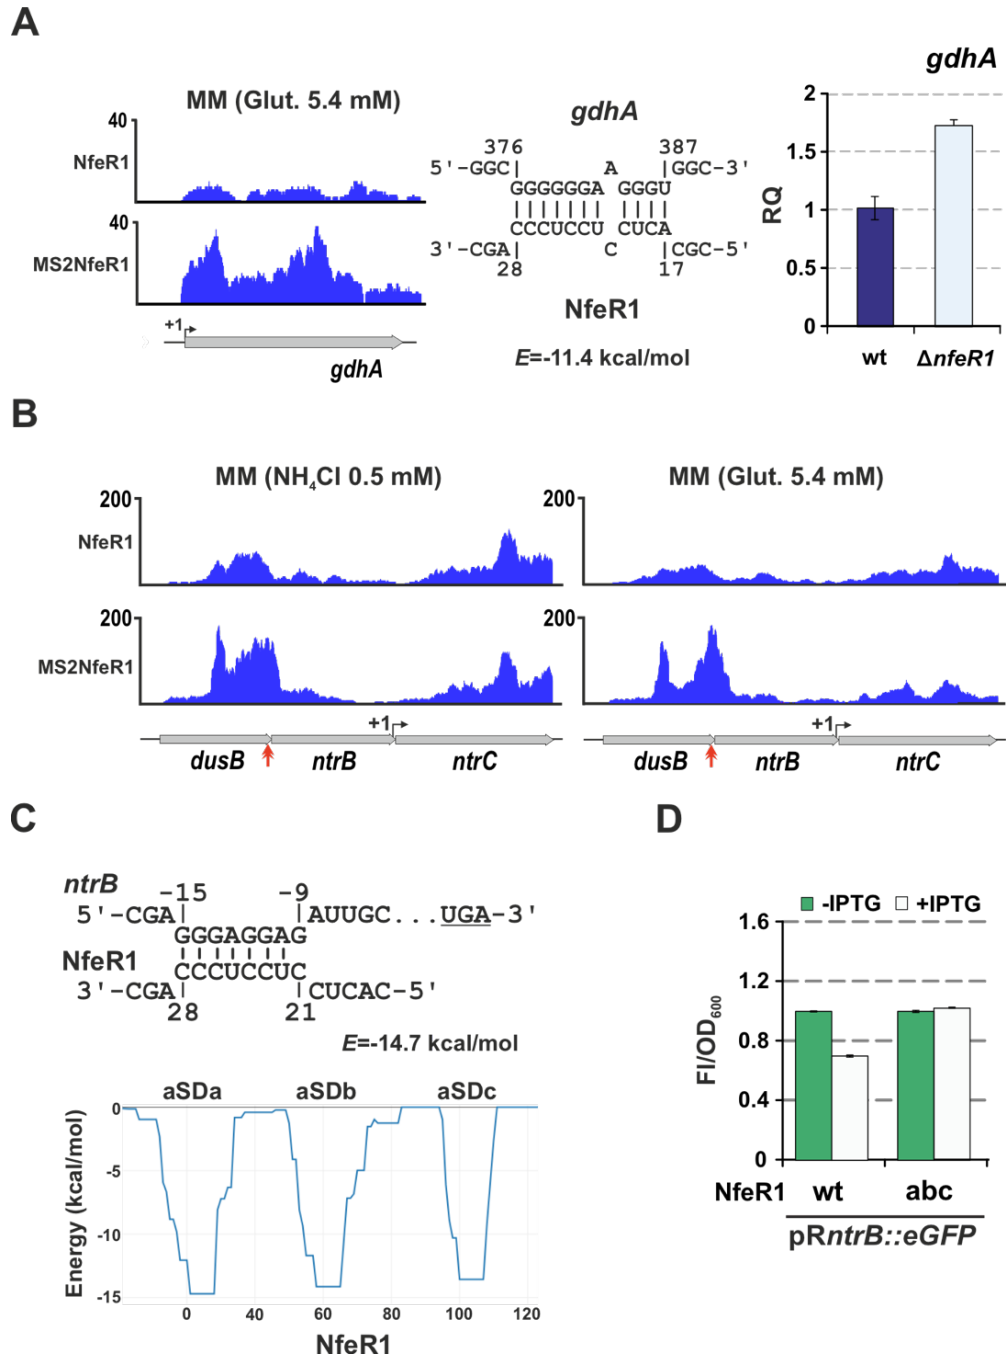 A
MM (Glut. 5.4 mM)
40
NfeR1
40
MS2NfeR1
+1
gdhA
gdhA
376 387
A
5'-GGC GGC-3'
GGGGGGA GGGU
CCCUCCU CUCA
3'-CGA C CGC-5'
28 17
NfeR1
E=-11.4 kcal/mol
gdhA
2
1.5
1
0.5
0
RQ
wt ΔnfeR1
B
MM (NH4Cl 0.5 mM) MM (Glut. 5.4 mM)
200 200
NfeR1
200 200
MS2NfeR1
+1 +1
dusB ntrB ntrC dusB ntrB ntrC
C
ntrB -15 -9
5'-CGA AUUGC...UGA-3'
GGGAGGAG
NfeR1 CCCUCCUC
3'-CGA CUCAC-5'
28 21
E=-14.7 kcal/mol
aSDa aSDb aSDc
0
-5
-10
-15
Energy (kcal/mol)
0 40 60 80 100 120
NfeR1
D
-IPTG +IPTG
1.6
1.2
0.8
0.4
0
FI/OD600
NfeR1 wt abc
pRntrB::eGFP